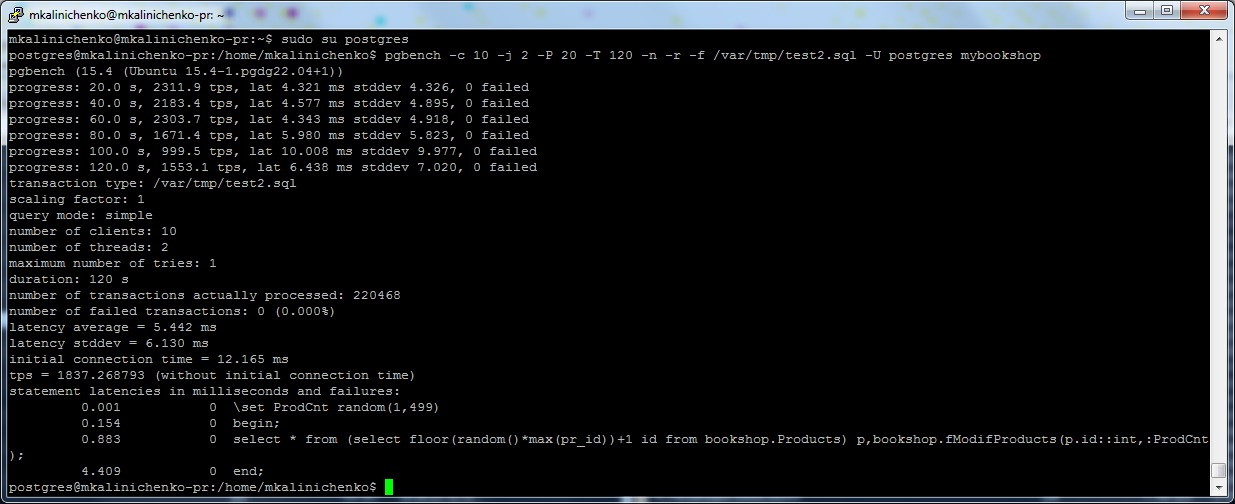 mkalinichenko@mkalinichenko-pr: ~
mkalinichenko@mkalinichenko-pr:~$ sudo su postgres
postgres@mkalinichenko-pr:/home/mkalinichenko$ pgbench -c 10 -j 2 -P 20 -T 120 -n -r -f /var/tmp/test2.sql -U postgres mybookshop
pgbench (15.4 (Ubuntu 15.4-1.pgdg22.04+1))
progress: 20.0 s, 2311.9 tps, lat 4.321 ms stddev 4.326, 0 failed
progress: 40.0 s, 2183.4 tps, lat 4.577 ms stddev 4.895, 0 failed
progress: 60.0 s, 2303.7 tps, lat 4.343 ms stddev 4.918, 0 failed
progress: 80.0 s, 1671.4 tps, lat 5.980 ms stddev 5.823, 0 failed
progress: 100.0 s, 999.5 tps, lat 10.008 ms stddev 9.977, 0 failed
progress: 120.0 s, 1553.1 tps, lat 6.438 ms stddev 7.020, 0 failed
transaction type: /var/tmp/test2.sql
scaling factor: 1
query mode: simple
number of clients: 10
number of threads: 2
maximum number of tries: 1
duration: 120 s
number of transactions actually processed: 220468
number of failed transactions: 0 (0.000%)
latency average = 5.442 ms
latency stddev = 6.130 ms
initial connection time = 12.165 ms
tps = 1837.268793 (without initial connection time)
statement latencies in milliseconds and failures:
0.001 0 \set ProdCnt random(1,499)
0.154 0 begin;
0.883 0 select * from (select floor(random()*max(pr_id))+1 id from bookshop.Products) p,bookshop.fModifProducts(p.id::int,:ProdCnt
);
4.409 0 end;
postgres@mkalinichenko-pr:/home/mkalinichenko$